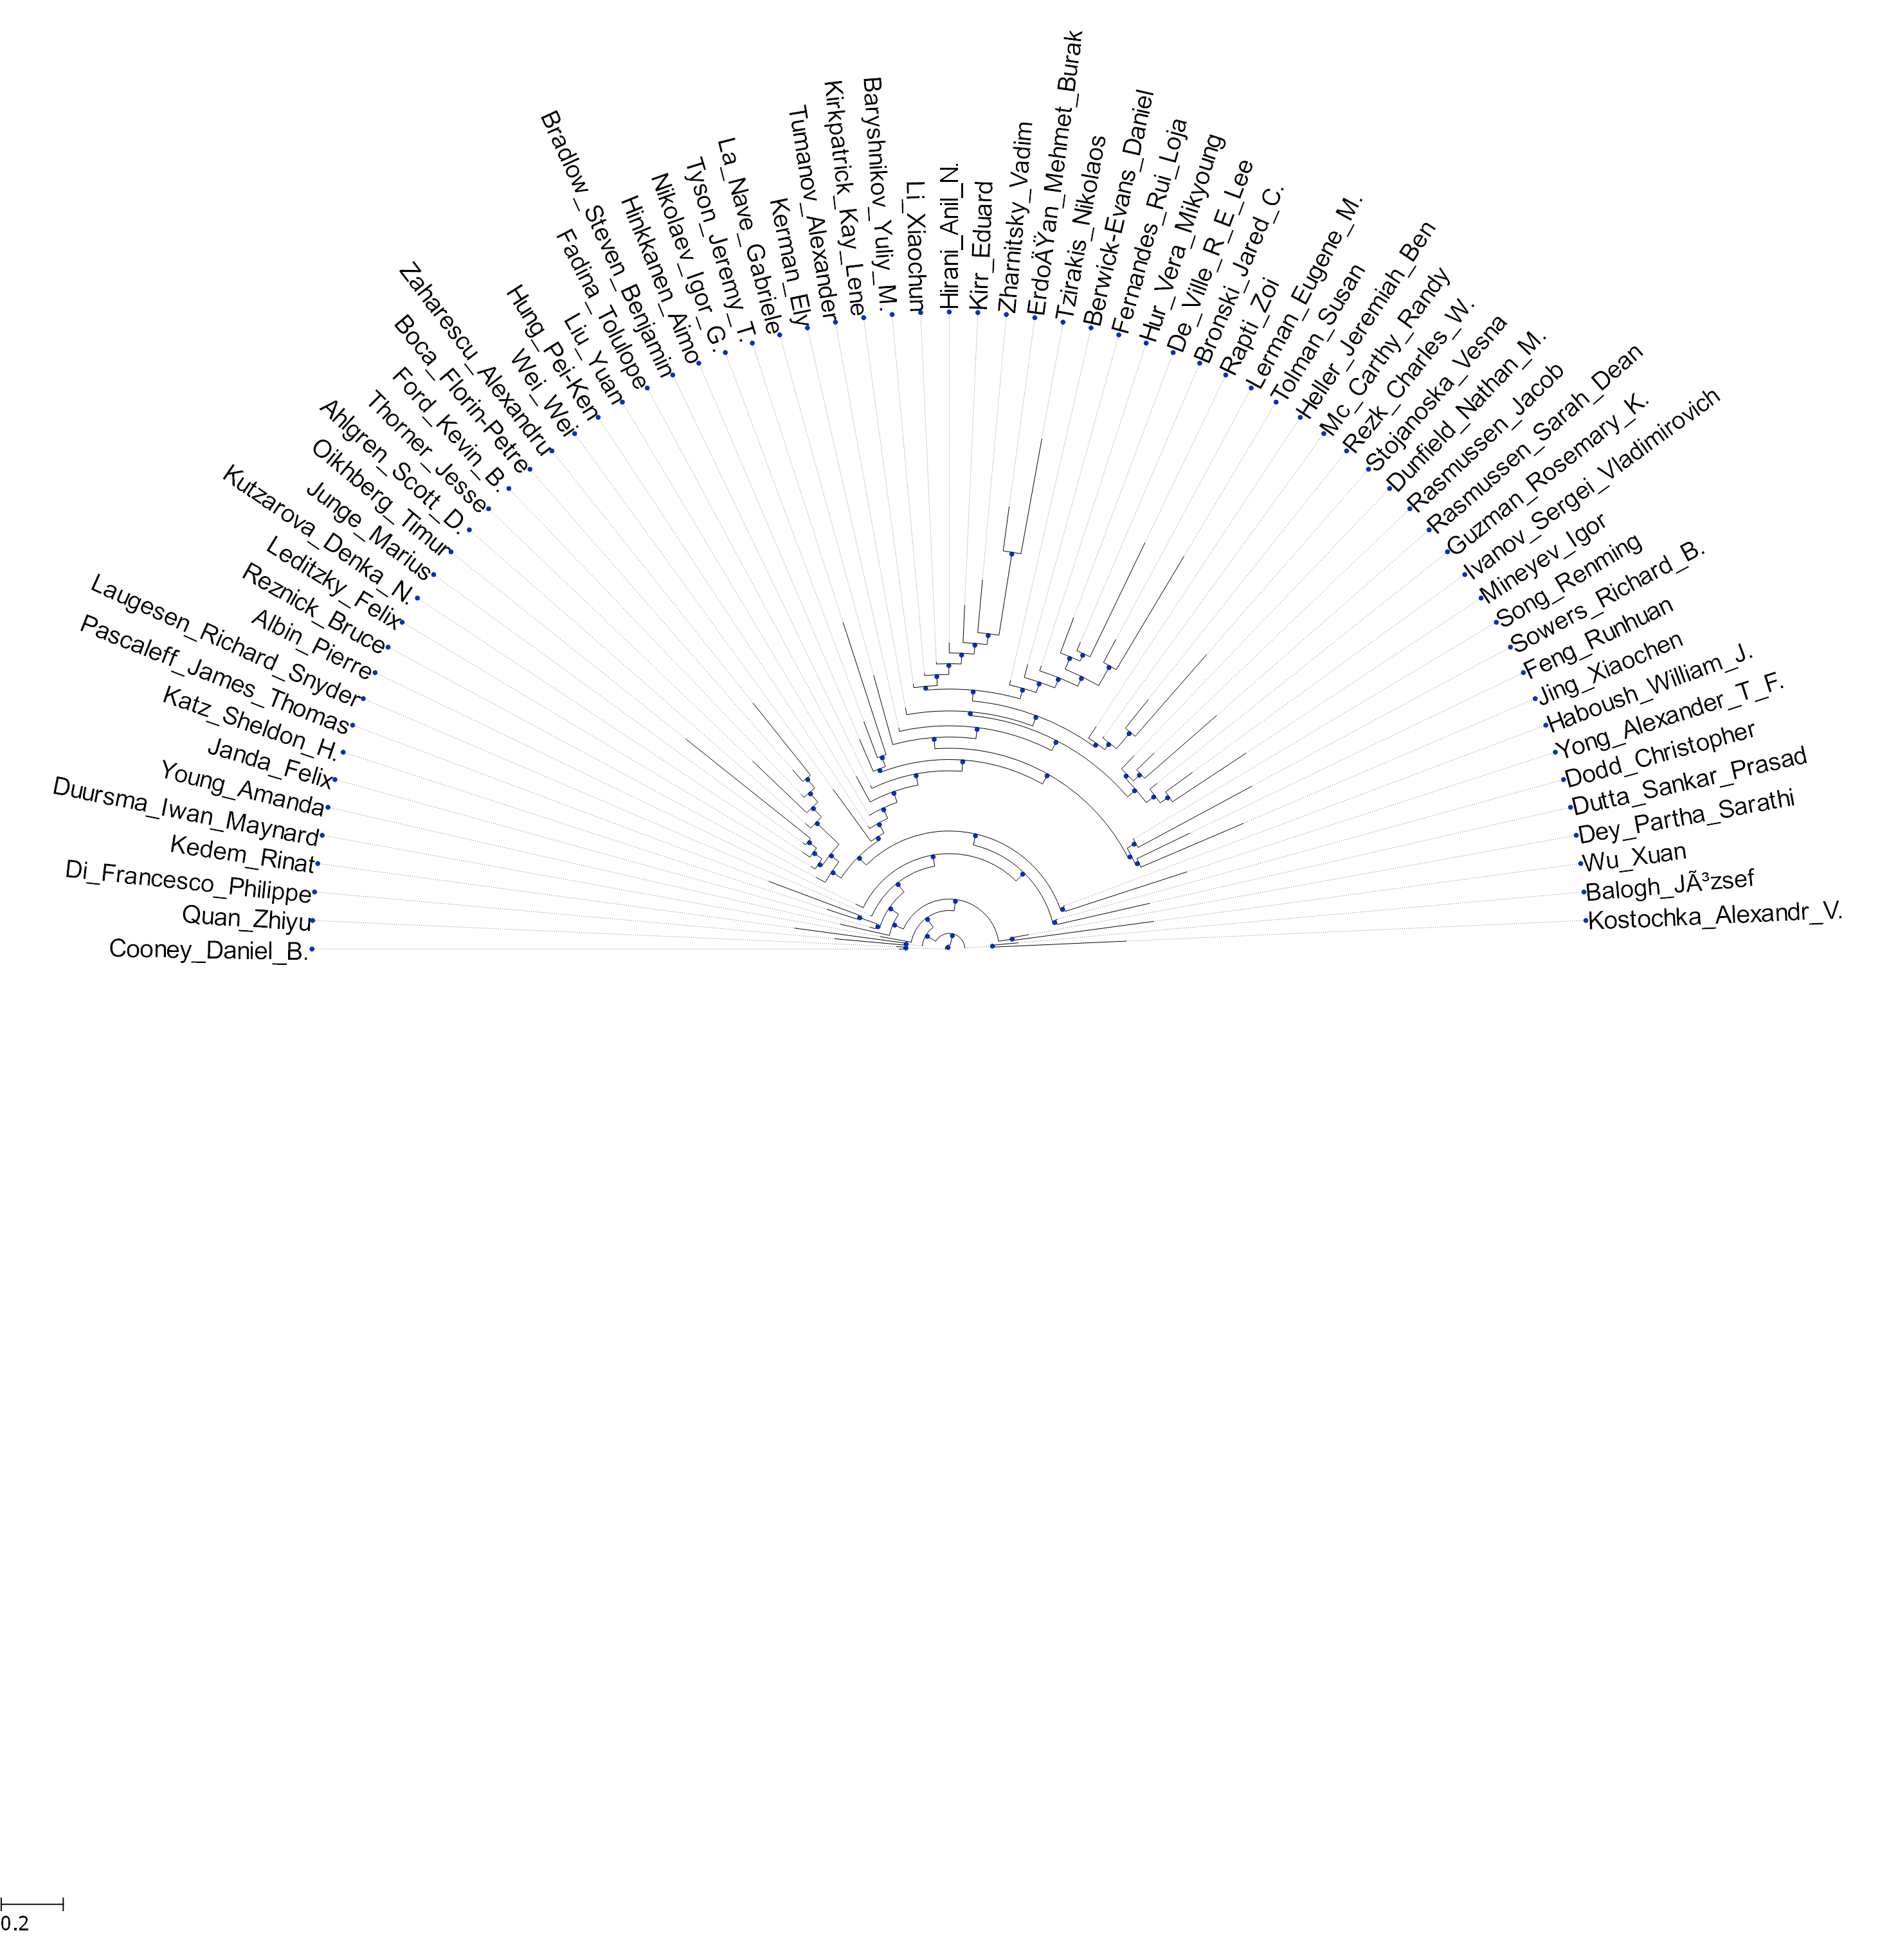 Cooney_Daniel_B.
Quan_Zhiyu
Di_Francesco_Philippe
Kedem_Rinat
Duursma_Iwan_Maynard
Young_Amanda
Janda_Felix
Katz_Sheldon_H.
Pascaleff_James_Thomas
Laugesen_Richard_Snyder
Albin_Pierre
Reznick_Bruce
Leditzky_Felix
Kutzarova_Denka_N.
Junge_Marius
Oikhberg_Timur
Ahlgren_Scott_D.
Thorner_Jesse
Ford_Kevin_B.
Boca_Florin-Petre
Zaharescu_Alexandru
Wei_Wei
Hung_Pei-Ken
Liu_Yuan
Fadina_Tolulope
Bradlow_Steven_Benjamin
Hinkkanen_Aimo
Nikolaev_Igor_G.
Tyson_Jeremy_T.
La_Nave_Gabriele
Kerman_Ely
Tumanov_Alexander
Kirkpatrick_Kay_Lene
Baryshnikov_Yuliy_M.
Li_Xiaochun
Hirani_Anil_N.
Kirr_Eduard
Zharnitsky_Vadim
ErdoÄŸan_Mehmet_Burak
Tzirakis_Nikolaos
Berwick-Evans_Daniel
Fernandes_Rui_Loja
Hur_Vera_Mikyoung
De_Ville_R_E_Lee
Bronski_Jared_C.
Rapti_Zoi
Lerman_Eugene_M.
Tolman_Susan
Heller_Jeremiah_Ben
Mc_Carthy_Randy
Rezk_Charles_W.
Stojanoska_Vesna
Dunfield_Nathan_M.
Rasmussen_Jacob
Rasmussen_Sarah_Dean
Guzman_Rosemary_K.
Ivanov_Sergei_Vladimirovich
Mineyev_Igor
Song_Renming
Sowers_Richard_B.
Feng_Runhuan
Jing_Xiaochen
Haboush_William_J.
Yong_Alexander_T_F.
Dodd_Christopher
Dutta_Sankar_Prasad
Dey_Partha_Sarathi
Wu_Xuan
Balogh_JÃ³zsef
Kostochka_Alexandr_V.
0.2